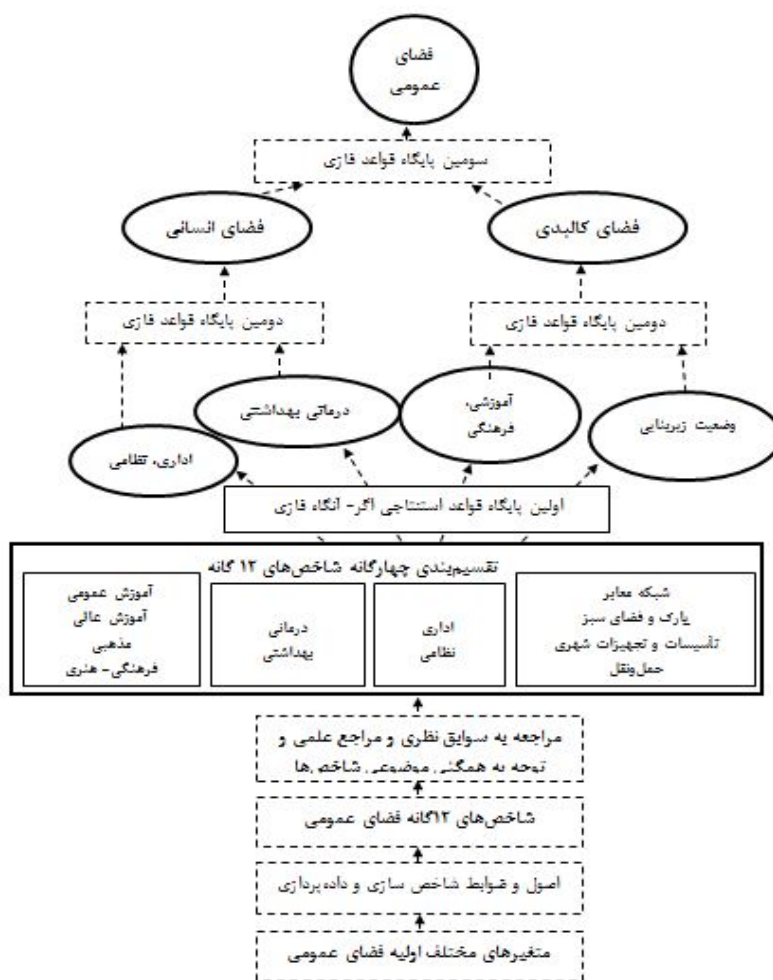 فضای
عمومی
سومین پایگاه قواعد فازی
فضای انسانی
فضای کالبدی
دومین پایگاه قواعد فازی
دومین پایگاه قواعد فازی
درمانی بهداشتی
آموزشی،
فرهنگی
وضعیت زیربنایی
اداری، نظامی
اولین پایگاه قواعد استنتاجی اگر- آنگاه فازی
تقسیم‌بندی چهارگانه شاخص‌های ۱۲ گانه
شبکه معابر
پارک و فضای سبز
تأسیسات و تجهیزات شهری
حمل‌ونقل
اداری
نظامی
درمانی
بهداشتی
آموزش عمومی
آموزش عالی
مذهبی
فرهنگی- هنری
مراجعه به سوابق نظری و مراجع علمی و
توجه به همگنی موضوعی شاخص‌ها
شاخص‌های ۱۲گانه فضای عمومی
اصول و ضوابط شاخص سازی و داده‌پردازی
متغیرهای مختلف اولیه فضای عمومی